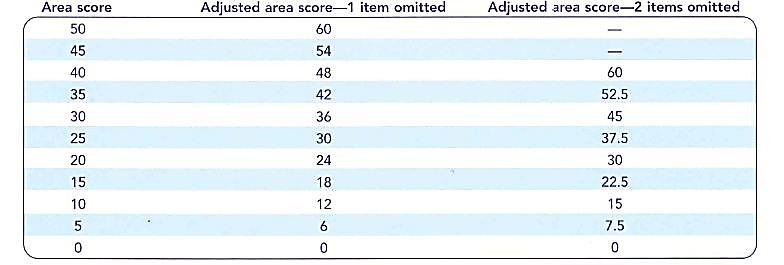 Area score Adjusted area score—1 item omitted Adjusted area score—2 items omitted
50 60 —
45 54 —
40 48 60
35 42 52.5
30 36 45
25 30 37.5
20 24 30
15 18 22.5
10 12 15
5 6 7.5
0 0 0